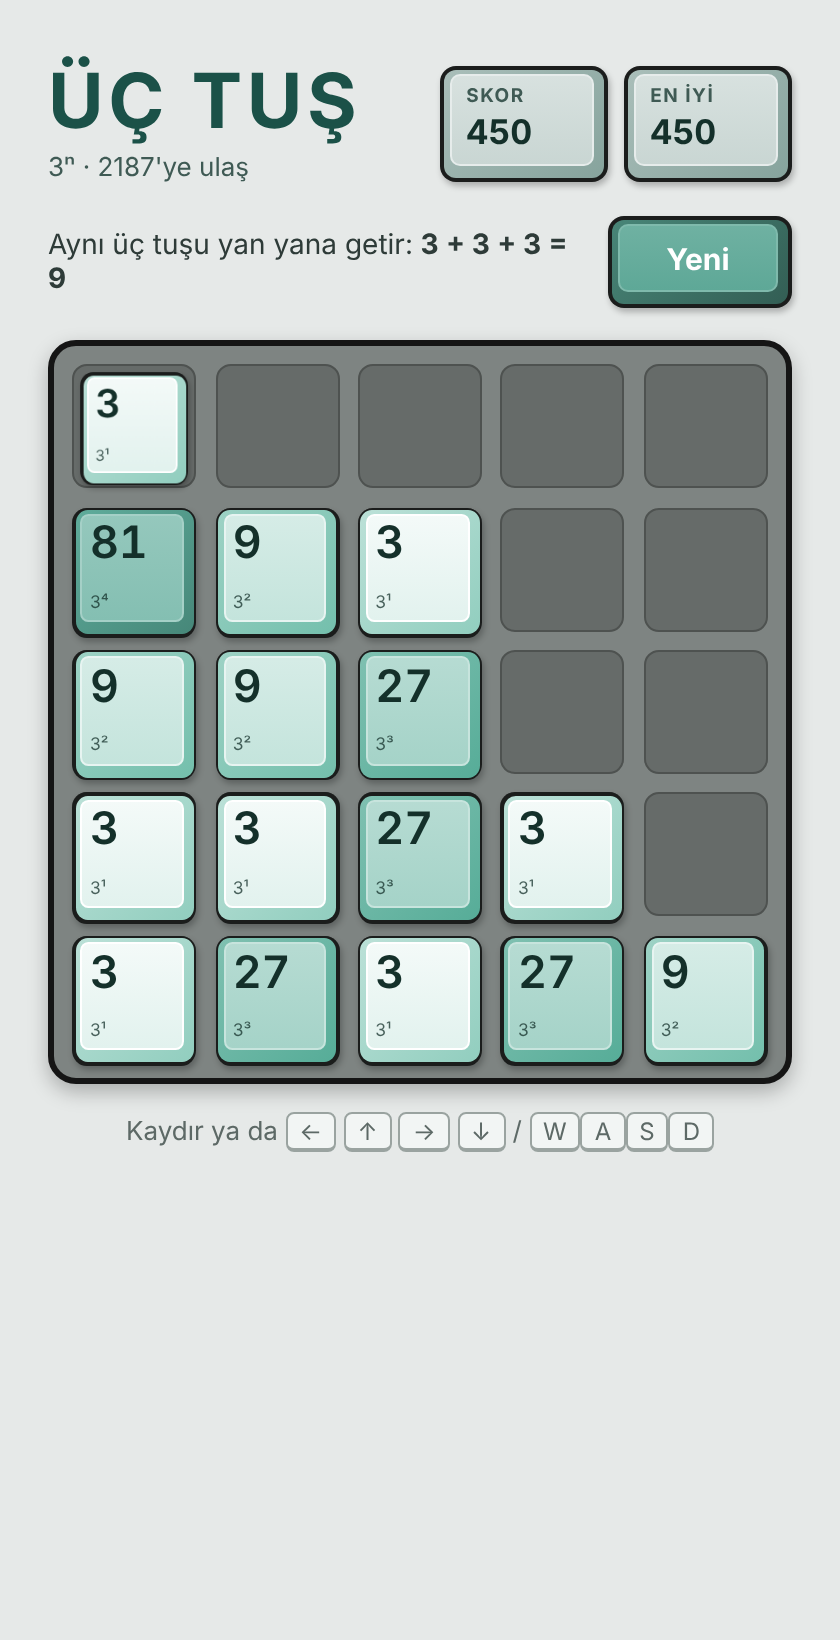 ÜÇ TUŞ
3ⁿ · 2187'ye ulaş
SKOR
450
EN İYİ
450
Aynı üç tuşu yan yana getir: 3 + 3 + 3 =
9
Yeni
3
3¹
81 9 3
3⁴ 3² 3¹
9 9 27
3² 3² 3³
3 3 27 3
3¹ 3¹ 3³ 3¹
3 27 3 27 9
3¹ 3³ 3¹ 3³ 3²
Kaydır ya da ← ↑ → ↓ / W A S D